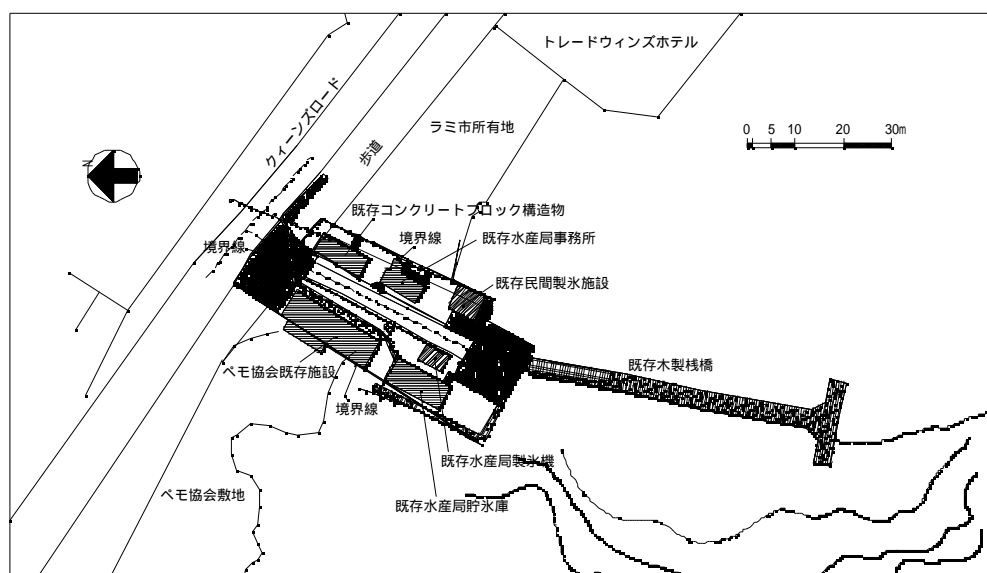 トレードウィンズホテル
クィーンズロード
ラミ市所有地
0 5 10 20 30m
歩道
N
既存コンクリートブロック構造物
境界線
境界線
既存水産局事務所
既存民間製氷施設
既存木製桟橋
ペモ協会既存施設
境界線
既存水産局製氷機
ペモ協会敷地
既存水産局貯氷庫